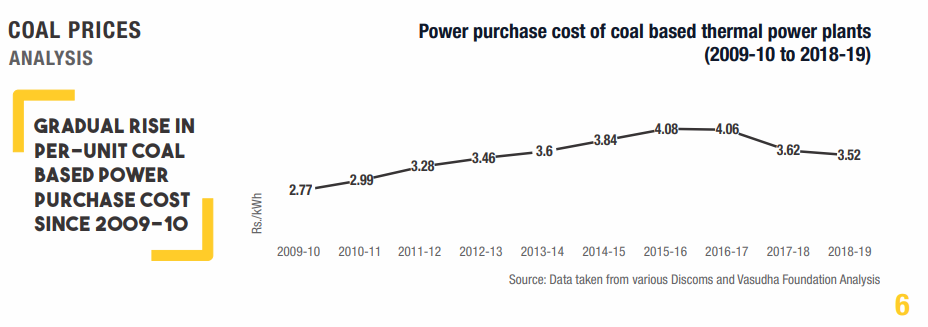 COAL PRICES
ANALYSIS
GRADUAL RISE IN
PER-UNIT COAL
BASED POWER
PURCHASE COST
SINCE 2009-10
Power purchase cost of coal based thermal power plants
(2009-10 to 2018-19)
Rs./kWh
2.77 2.99 3.28 3.46 3.6 3.84 4.08 4.06 3.62 3.52
2009-10 2010-11 2011-12 2012-13 2013-14 2014-15 2015-16 2016-17 2017-18 2018-19
Source: Data taken from various Discoms and Vasudha Foundation Analysis
6